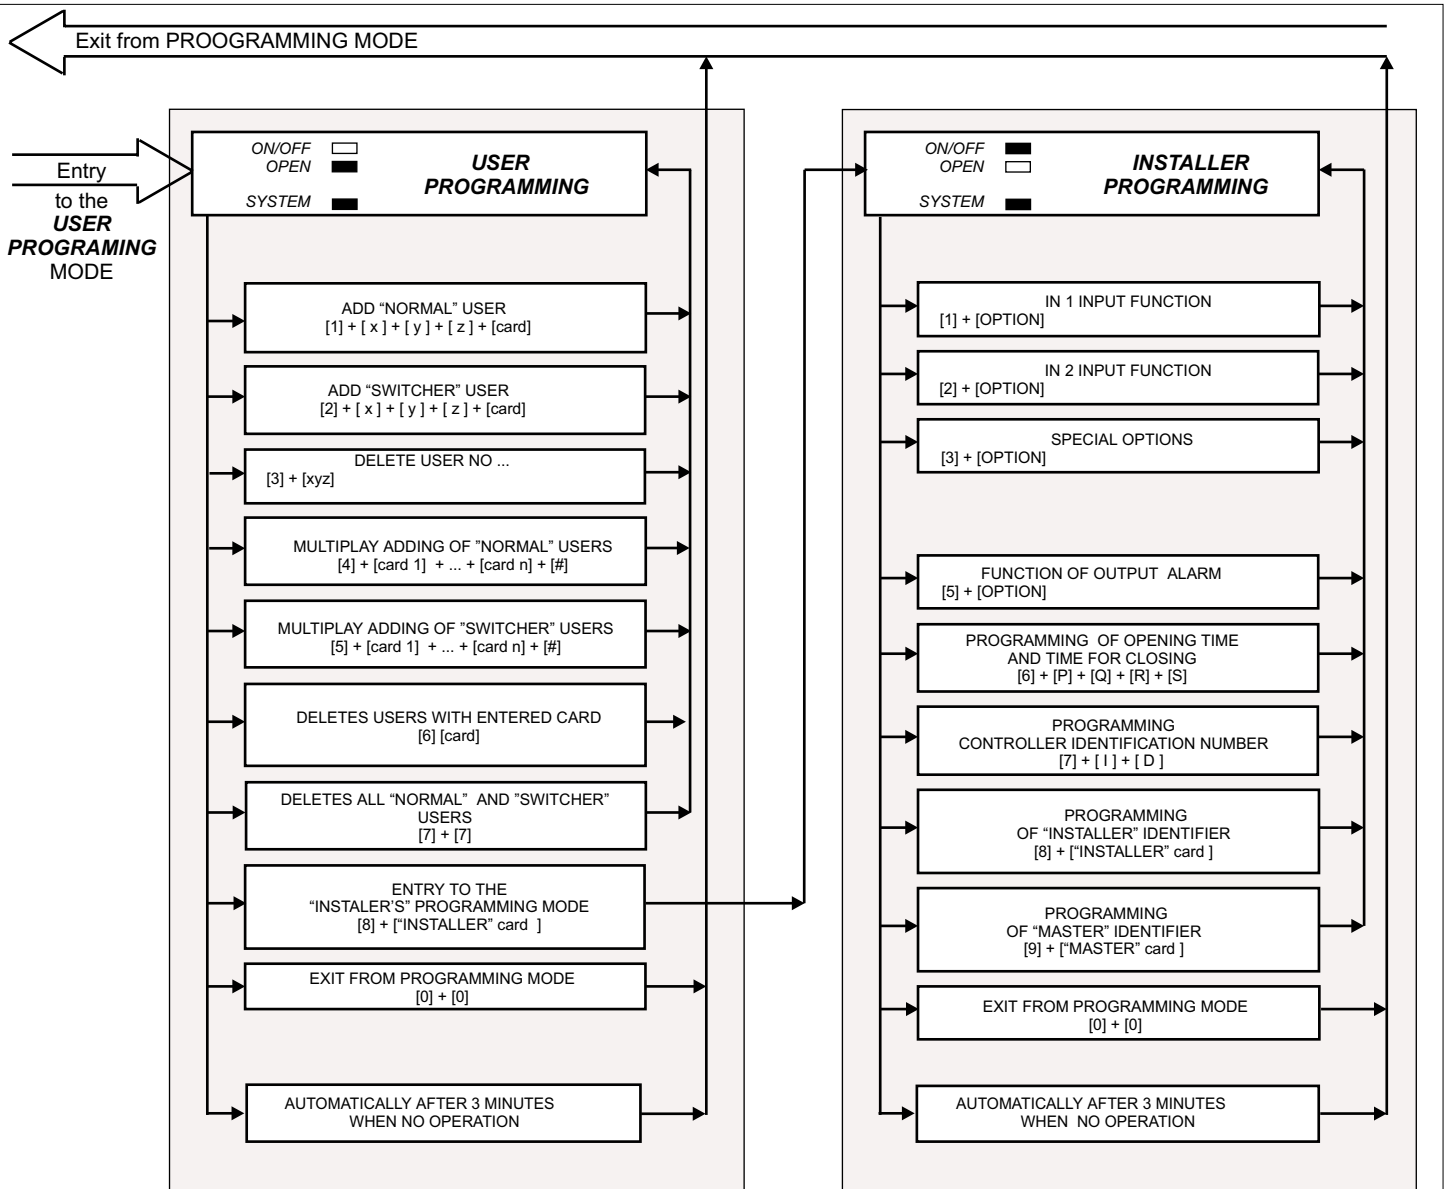 Exit from PROOGRAMMING MODE
Entry
to the
USER
PROGRAMING
MODE
ON/OFF
OPEN
SYSTEM
USER
PROGRAMMING
ADD “NORMAL” USER
[1] + [ x ] + [ y ] + [ z ] + [card]
ADD “SWITCHER” USER
[2] + [ x ] + [ y ] + [ z ] + [card]
DELETE USER NO ...
[3] + [xyz]
MULTIPLAY ADDING OF ”NORMAL” USERS
[4] + [card 1] + ... + [card n] + [#]
MULTIPLAY ADDING OF ”SWITCHER” USERS
[5] + [card 1] + ... + [card n] + [#]
DELETES USERS WITH ENTERED CARD
[6] [card]
DELETES ALL “NORMAL” AND ”SWITCHER”
USERS
[7] + [7]
ENTRY TO THE
“INSTALER’S” PROGRAMMING MODE
[8] + [“INSTALLER” card ]
EXIT FROM PROGRAMMING MODE
[0] + [0]
AUTOMATICALLY AFTER 3 MINUTES
WHEN NO OPERATION
ON/OFF
OPEN
SYSTEM
INSTALLER
PROGRAMMING
IN 1 INPUT FUNCTION
[1] + [OPTION]
IN 2 INPUT FUNCTION
[2] + [OPTION]
SPECIAL OPTIONS
[3] + [OPTION]
FUNCTION OF OUTPUT ALARM
[5] + [OPTION]
PROGRAMMING OF OPENING TIME
AND TIME FOR CLOSING
[6] + [P] + [Q] + [R] + [S]
PROGRAMMING
CONTROLLER IDENTIFICATION NUMBER
[7] + [ I ] + [ D ]
PROGRAMMING
OF “INSTALLER” IDENTIFIER
[8] + [“INSTALLER” card ]
PROGRAMMING
OF “MASTER” IDENTIFIER
[9] + [“MASTER” card ]
EXIT FROM PROGRAMMING MODE
[0] + [0]
AUTOMATICALLY AFTER 3 MINUTES
WHEN NO OPERATION